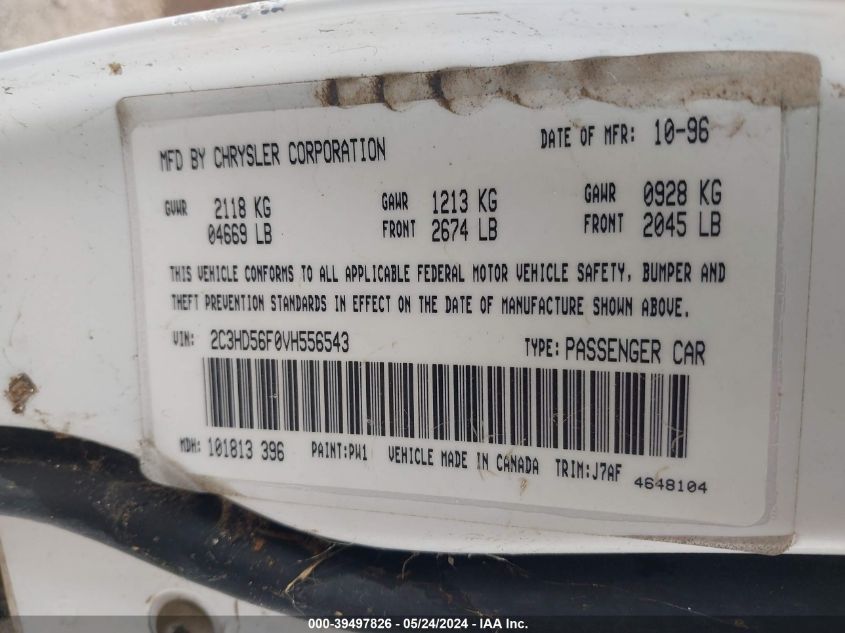 MFD BY CHRYSLER CORPORATION DATE OF MFR: 10-96
GVWR 2118 KG GAWR 1213 KG GAWR 0928 KG
04669 LB FRONT 2674 LB FRONT 2045 LB
THIS VEHICLE CONFORMS TO ALL APPLICABLE FEDERAL MOTOR VEHICLE SAFETY, BUMPER AND
THEFT PREVENTION STANDARDS IN EFFECT ON THE DATE OF MANUFACTURE SHOWN ABOVE.
VIN: 2C3HD56F0VH556543 TYPE: PASSENGER CAR
MDH: 101813 396 PAINT: PW1 VEHICLE MADE IN CANADA TRIM: J7AF
4648104
000-39497826 / 05/24/2024 / IAA Inc.